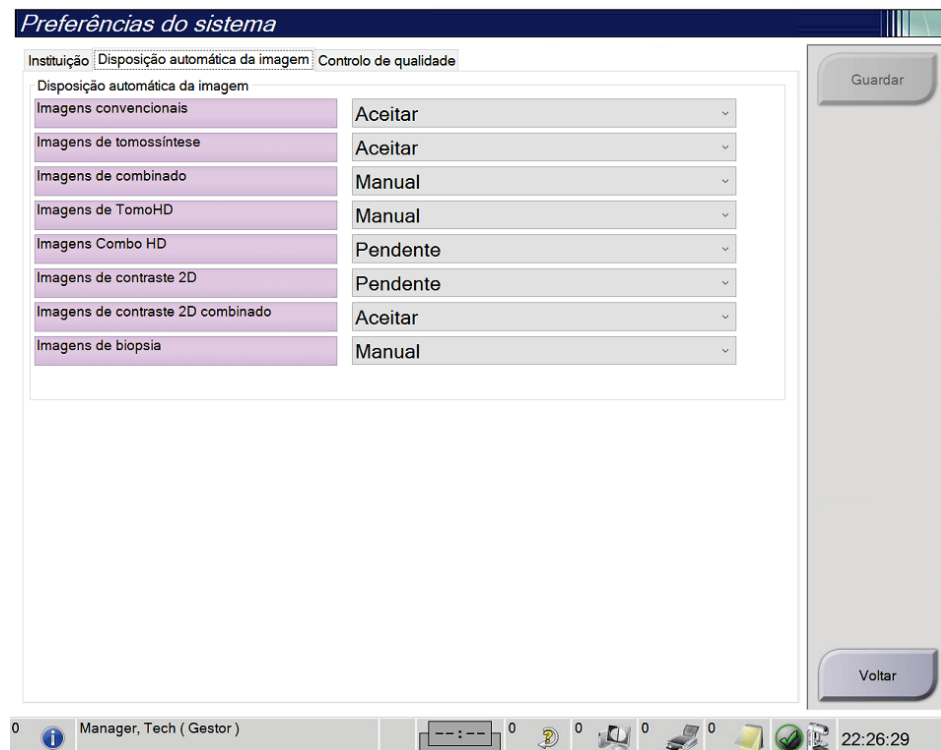 Preferências do sistema
Instituição Disposição automática da imagem Controlo de qualidade
Guardar
Disposição automática da imagem
Imagens convencionais Aceitar
Imagens de tomossíntese Aceitar
Imagens de combinado Manual
Imagens de TomoHD Manual
Imagens Combo HD Pendente
Imagens de contraste 2D Pendente
Imagens de contraste 2D combinado Aceitar
Imagens de biopsia Manual
Voltar
0 Manager, Tech ( Gestor ) --:-- 0 0 0 0 22:26:29